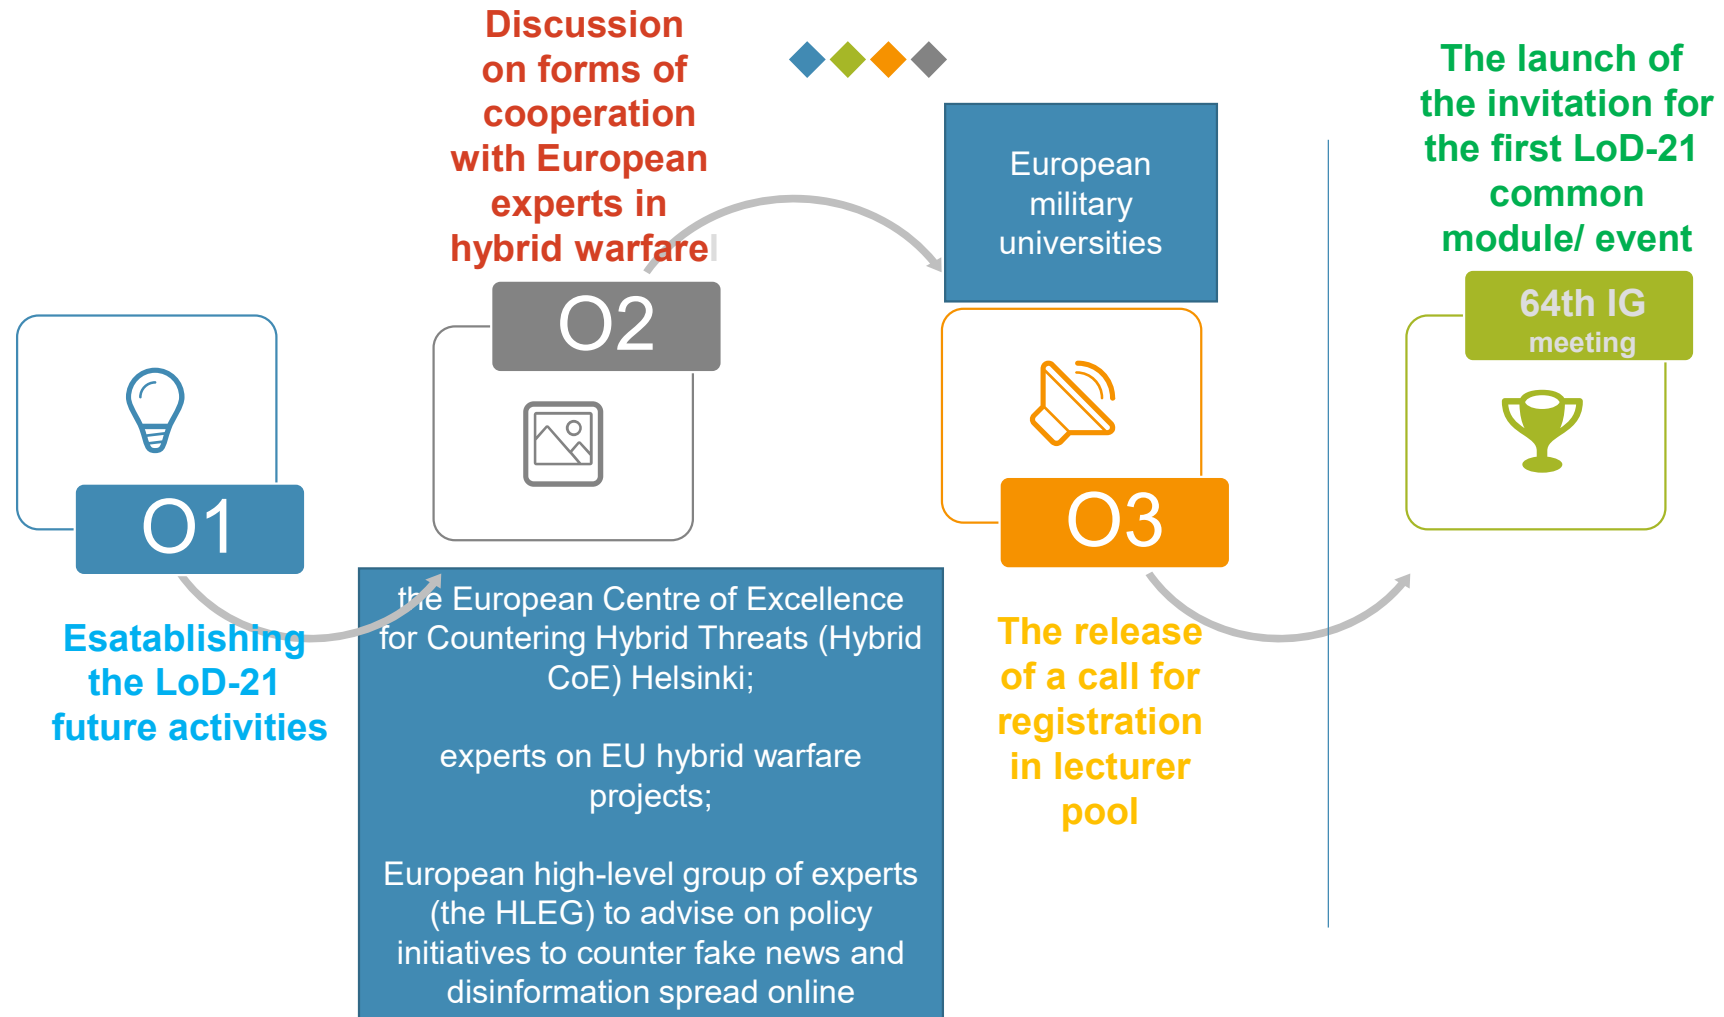 Discussion
on forms of
cooperation
with European
experts in
hybrid warfare
European
military
universities
The launch of
the invitation for
the first LoD-21
common
module/ event
O1
O2
O3
64th IG
meeting
Esatablishing
the LoD-21
future activities
the European Centre of Excellence
for Countering Hybrid Threats (Hybrid
CoE) Helsinki;
experts on EU hybrid warfare
projects;
European high-level group of experts
(the HLEG) to advise on policy
initiatives to counter fake news and
disinformation spread online
The release
of a call for
registration
in lecturer
pool